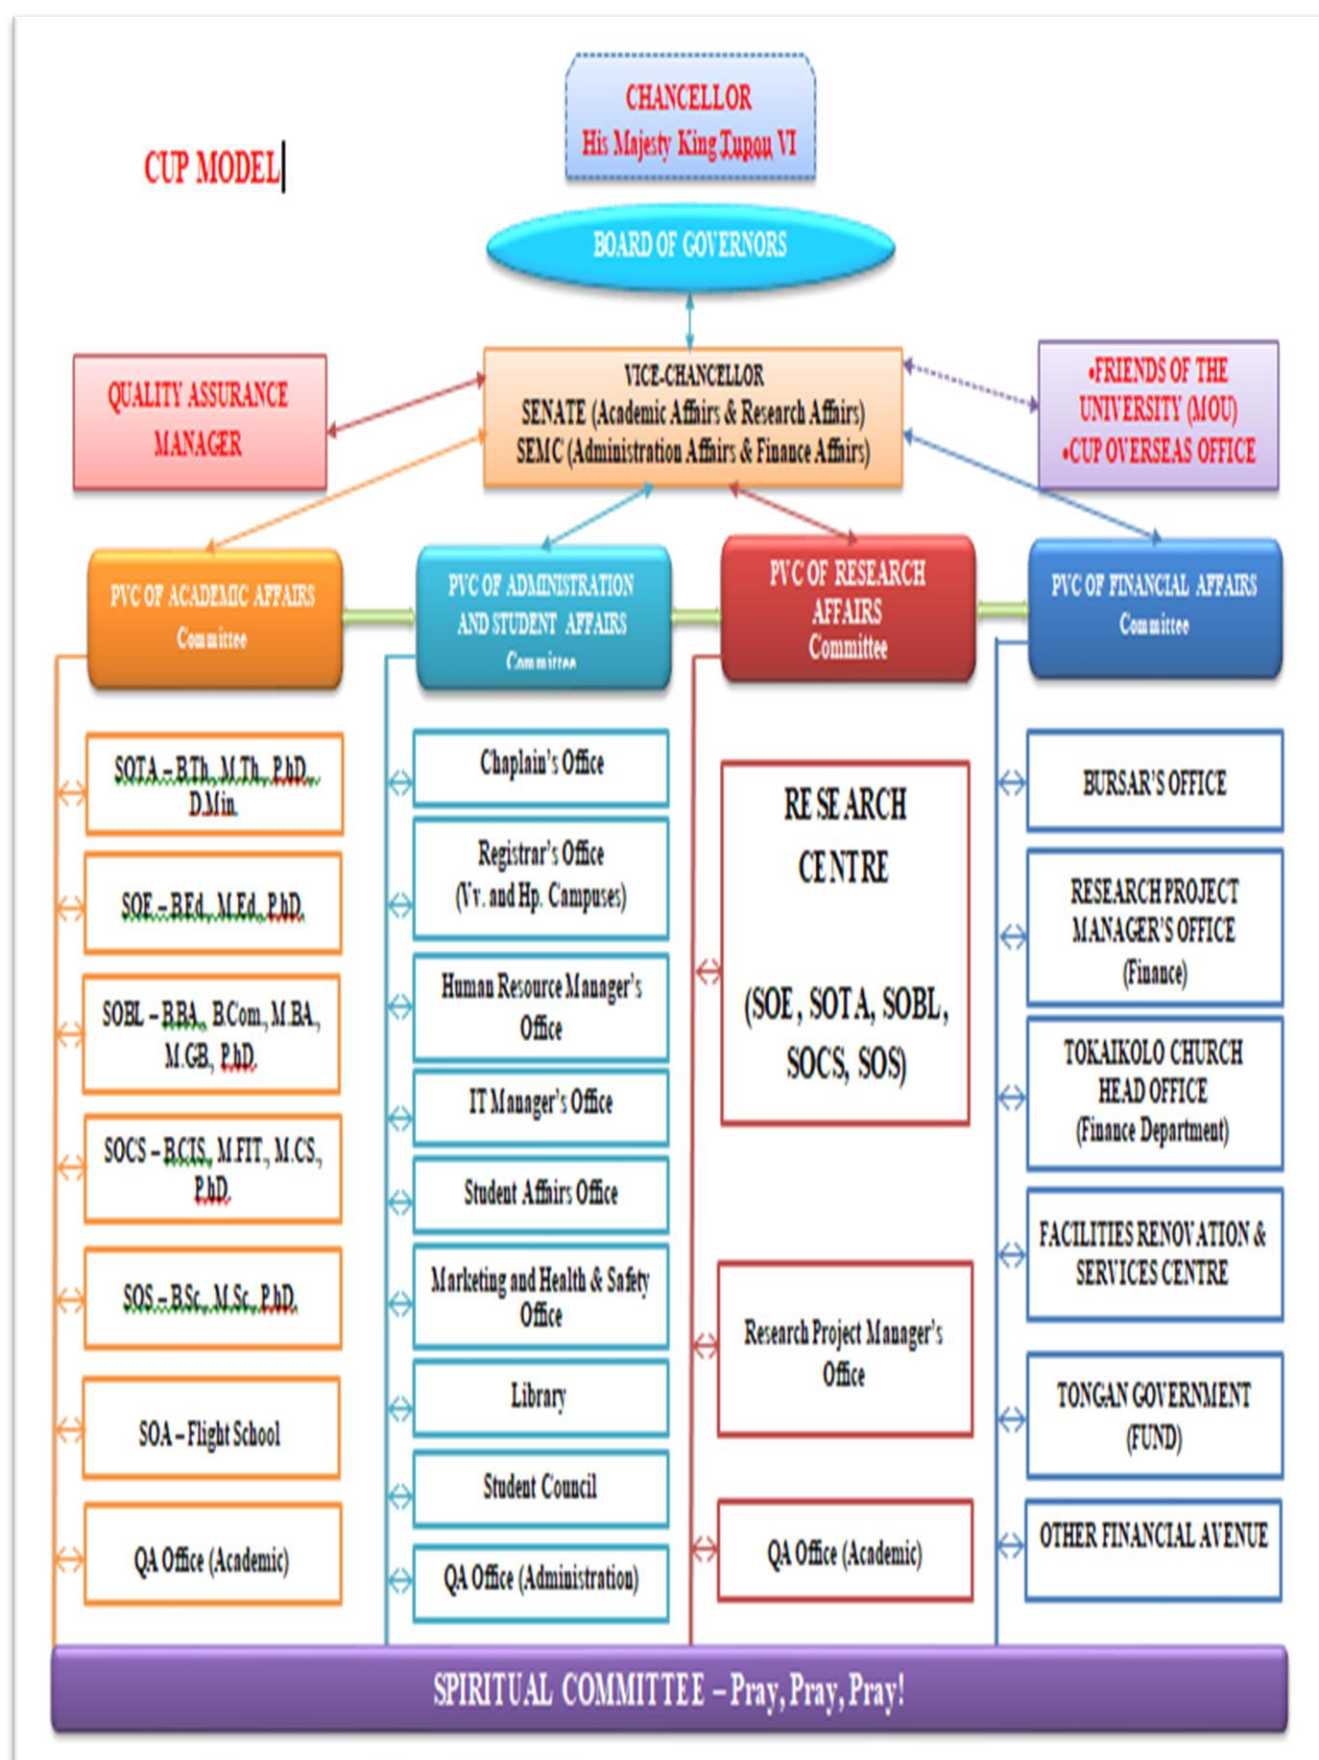 CHANCELLOR
His Majesty King Tupou VI
CUP MODEL
BOARD OF GOVERNORS
QUALITY ASSURANCE
MANAGER
VICE-CHANCELLOR
SENATE (Academic Affairs & Research Affairs)
SEMC (Administration Affairs & Finance Affairs)
•FRIENDS OF THE
UNIVERSITY (MOU)
•CUP OVERSEAS OFFICE
PVC OF ACADEMIC AFFAIRS
Committee
PVC OF ADMINISTRATION
AND STUDENT AFFAIRS
Committee
PVC OF RESEARCH
AFFAIRS
Committee
PVC OF FINANCIAL AFFAIRS
Committee
SOTA – B.Th., M.Th., P.hD.,
D.Min.
SOE – B.Ed., M.Ed., P.hD.
SOBL – B.BA., B.Com., M.BA.,
M.GB, P.hD.
SOCS – B.CIS., M.FIT., M.CS.,
P.hD.
SOS – B.Sc., M.Sc., P.hD.
SOA – Flight School
QA Office (Academic)
Chaplain's Office
Registrar's Office
(Vv. and Hp. Campuses)
Human Resource Manager's
Office
IT Manager's Office
Student Affairs Office
Marketing and Health & Safety
Office
Library
Student Council
QA Office (Administration)
RESEARCH
CENTRE
(SOE, SOTA, SOBL,
SOCS, SOS)
Research Project Manager's
Office
QA Office (Academic)
BURSAR'S OFFICE
RESEARCH PROJECT
MANAGER'S OFFICE
(Finance)
TOKAIKOLO CHURCH
HEAD OFFICE
(Finance Department)
FACILITIES RENOVATION &
SERVICES CENTRE
TONGAN GOVERNMENT
(FUND)
OTHER FINANCIAL AVENUE
SPIRITUAL COMMITTEE – Pray, Pray, Pray!